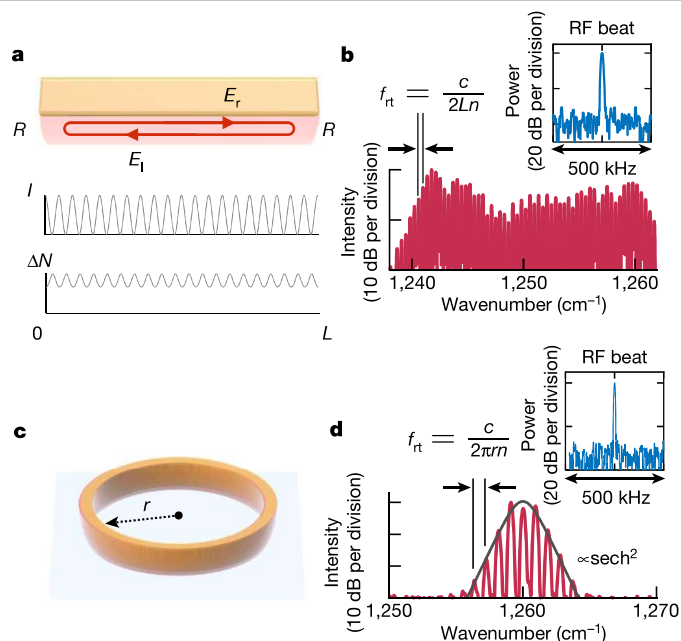 a
E_r
R
R
E_l
I
ΔN
0
L
b
f_rt = c/2Ln
RF beat
Power
(20 dB per division)
500 kHz
Intensity
(10 dB per division)
1,240
1,250
1,260
Wavenumber (cm⁻¹)
c
r
d
f_rt = c/2πrn
RF beat
Power
(20 dB per division)
500 kHz
Intensity
(10 dB per division)
∝sech²
1,250
1,260
1,270
Wavenumber (cm⁻¹)